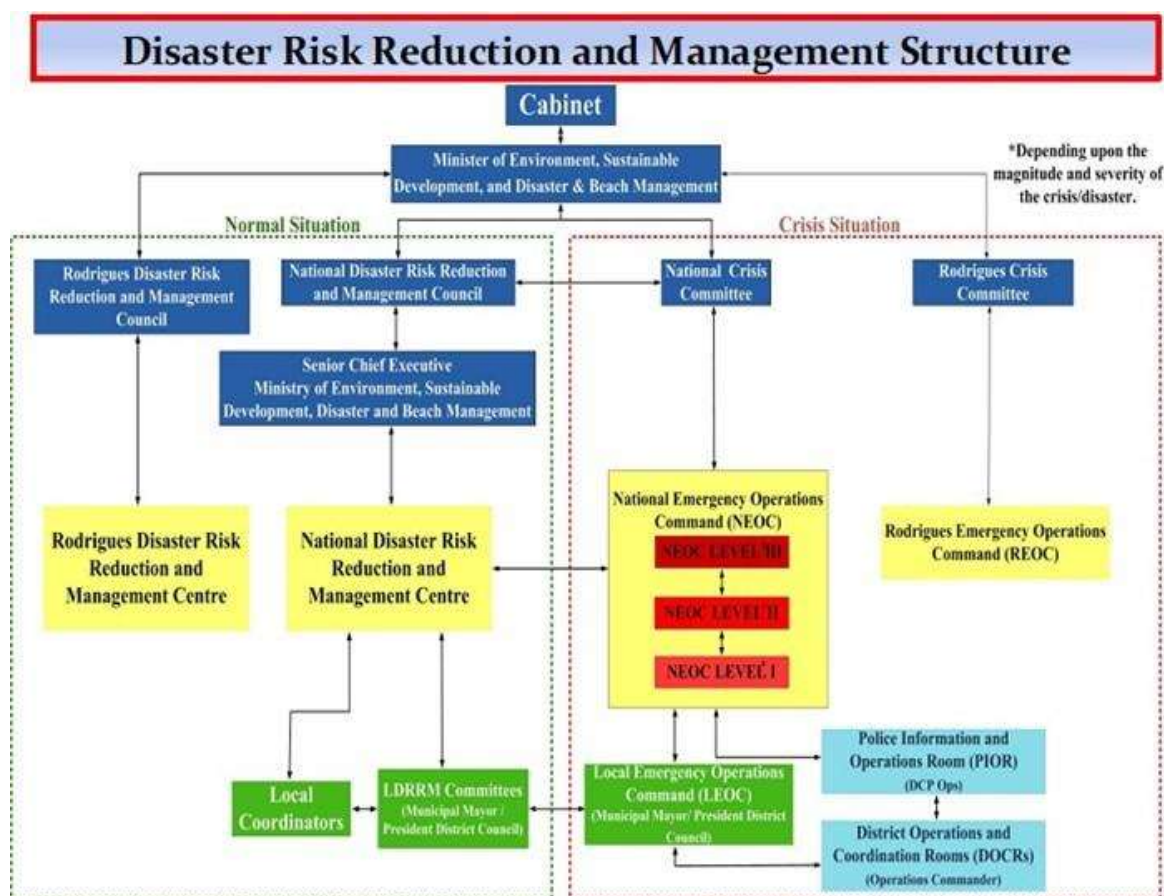 Disaster Risk Reduction and Management Structure
Cabinet
Minister of Environment, Sustainable
Development, and Disaster & Beach Management
*Depending upon the
magnitude and severity of
the crisis/disaster.
Normal Situation
Crisis Situation
Rodrigues Disaster Risk
Reduction and Management
Council
National Disaster Risk Reduction
and Management Council
National Crisis
Committee
Rodrigues Crisis
Committee
Senior Chief Executive
Ministry of Environment, Sustainable
Development, Disaster and Beach Management
Rodrigues Disaster Risk
Reduction and
Management Centre
National Disaster Risk
Reduction and
Management Centre
National Emergency Operations
Command (NEOC)
NEOC LEVEL III
NEOC LEVEL II
NEOC LEVEL I
Rodrigues Emergency Operations
Command (REOC)
Local
Coordinators
LDRRM Committees
(Municipal Mayor /
President District Council)
Local Emergency Operations
Command (LEOC)
(Municipal Mayor/ President District
Council)
Police Information and
Operations Room (PIOR)
(DCP Ops)
District Operations and
Coordination Rooms (DOCRs)
(Operations Commander)